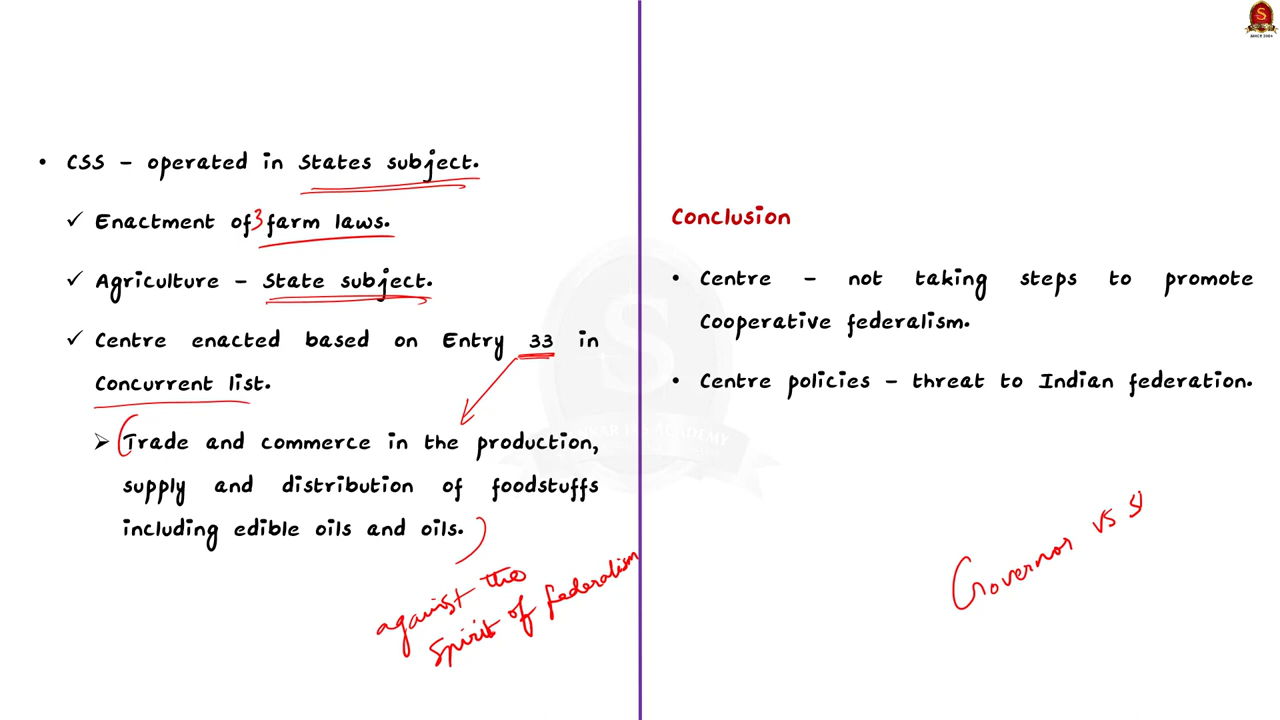 • CSS – operated in States subject.
✓ Enactment of 3 farm laws.
✓ Agriculture – State subject.
✓ Centre enacted based on Entry 33 in
Concurrent list.
➢ Trade and commerce in the production,
supply and distribution of foodstuffs
including edible oils and oils.
against the
spirit of federalism
Conclusion
• Centre – not taking steps to promote
Cooperative federalism.
• Centre policies – threat to Indian federation.
Governor vs
S
SINCE 2004
S